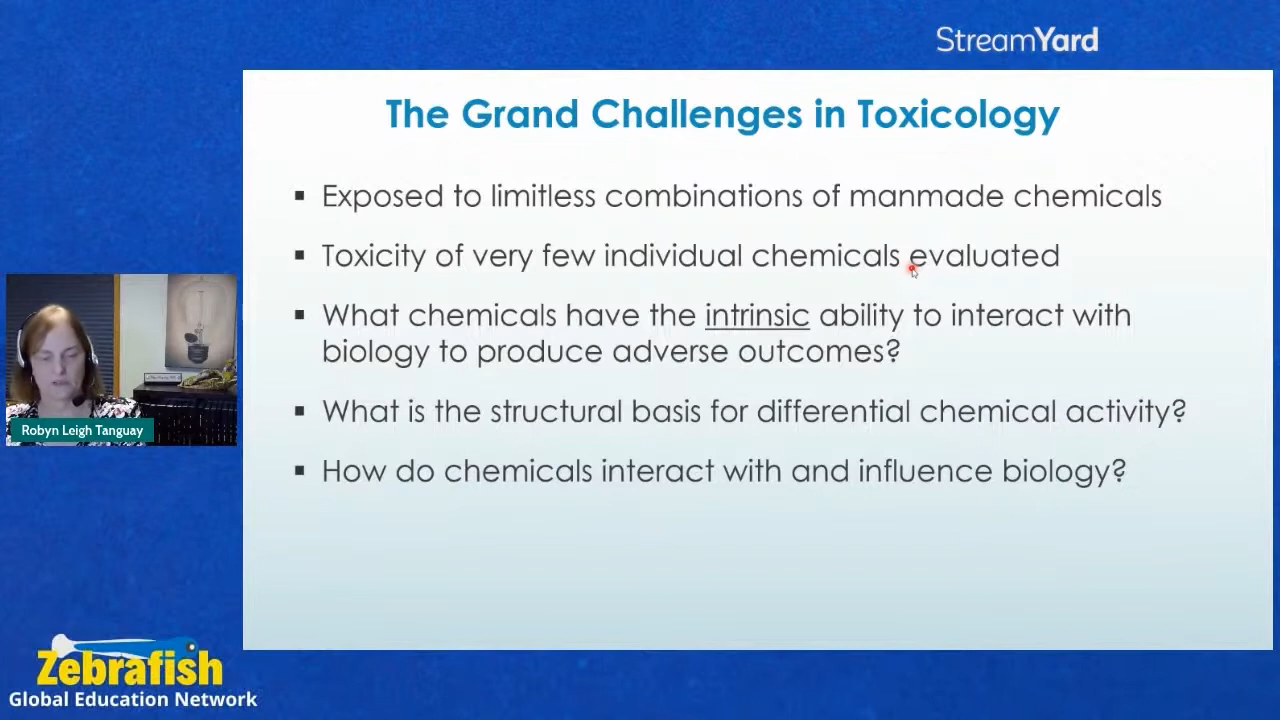 StreamYard
The Grand Challenges in Toxicology
▪ Exposed to limitless combinations of manmade chemicals
▪ Toxicity of very few individual chemicals evaluated
▪ What chemicals have the intrinsic ability to interact with
biology to produce adverse outcomes?
▪ What is the structural basis for differential chemical activity?
▪ How do chemicals interact with and influence biology?
Robyn Leigh Tanguay
Zebrafish
Global Education Network